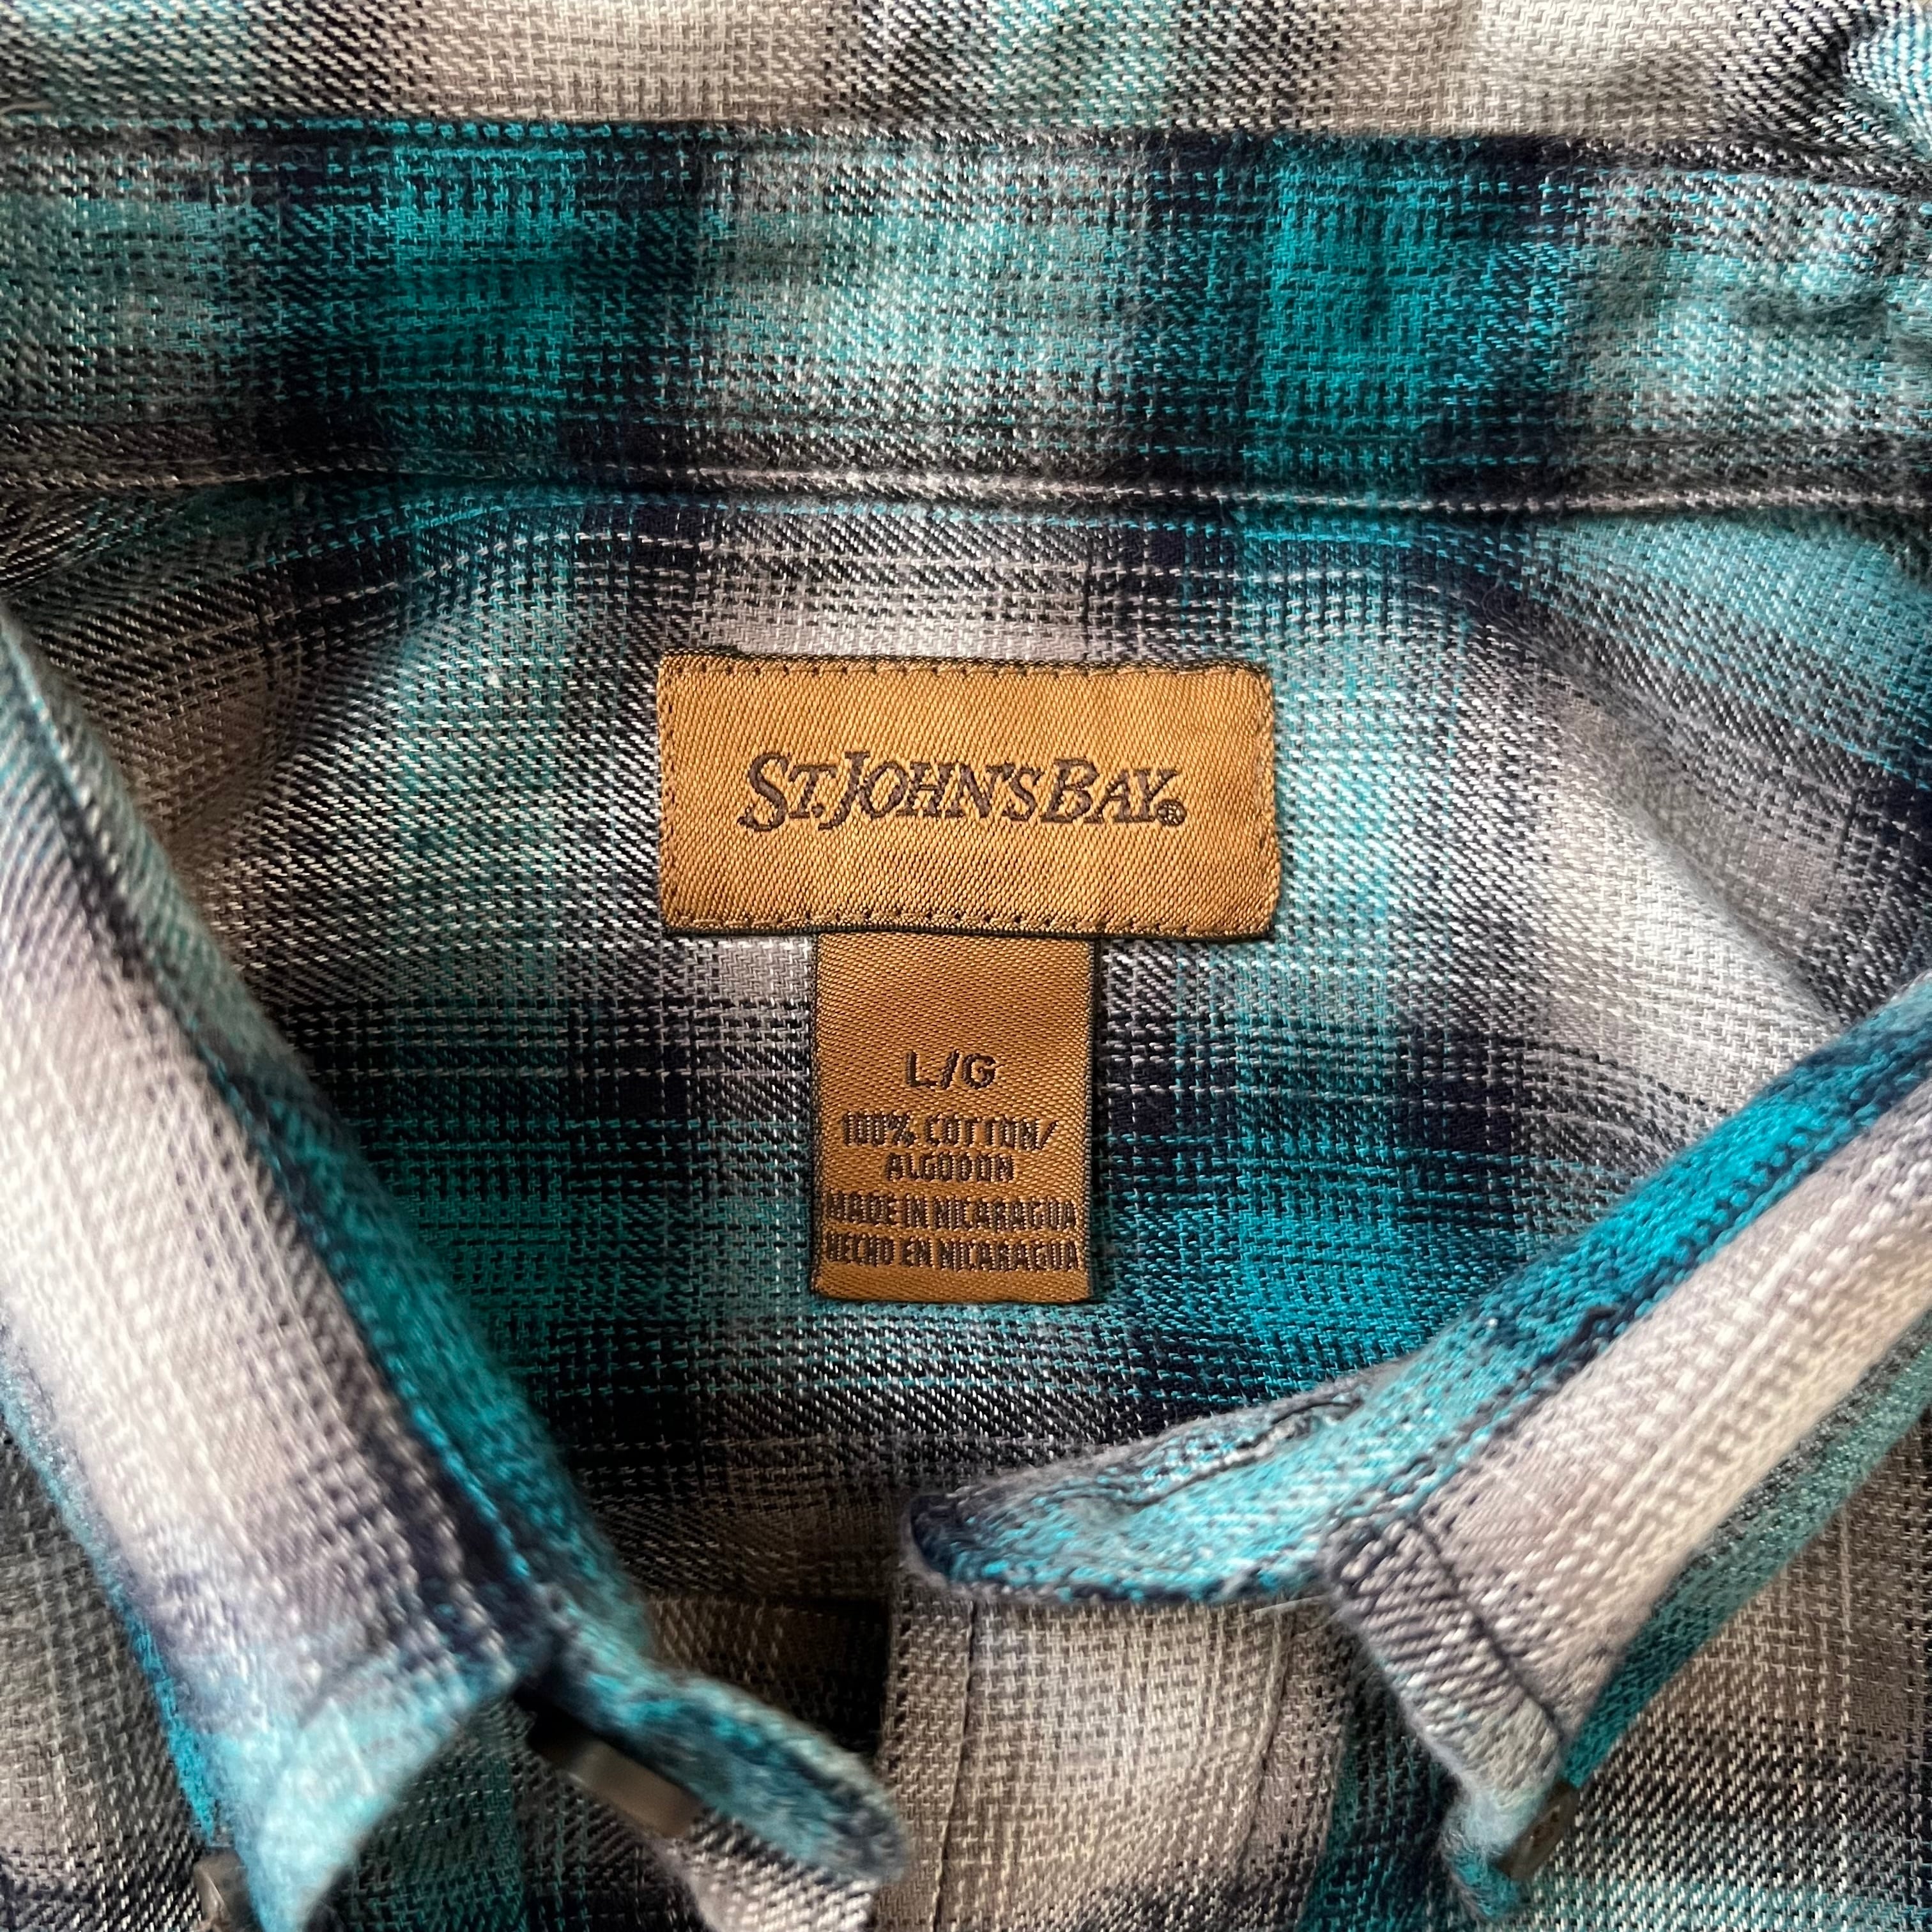 ST. JOHN'S BAY®
L/G
100% COTTON/
ALGODON
MADE IN NICARAGUA
HECHO EN NICARAGUA